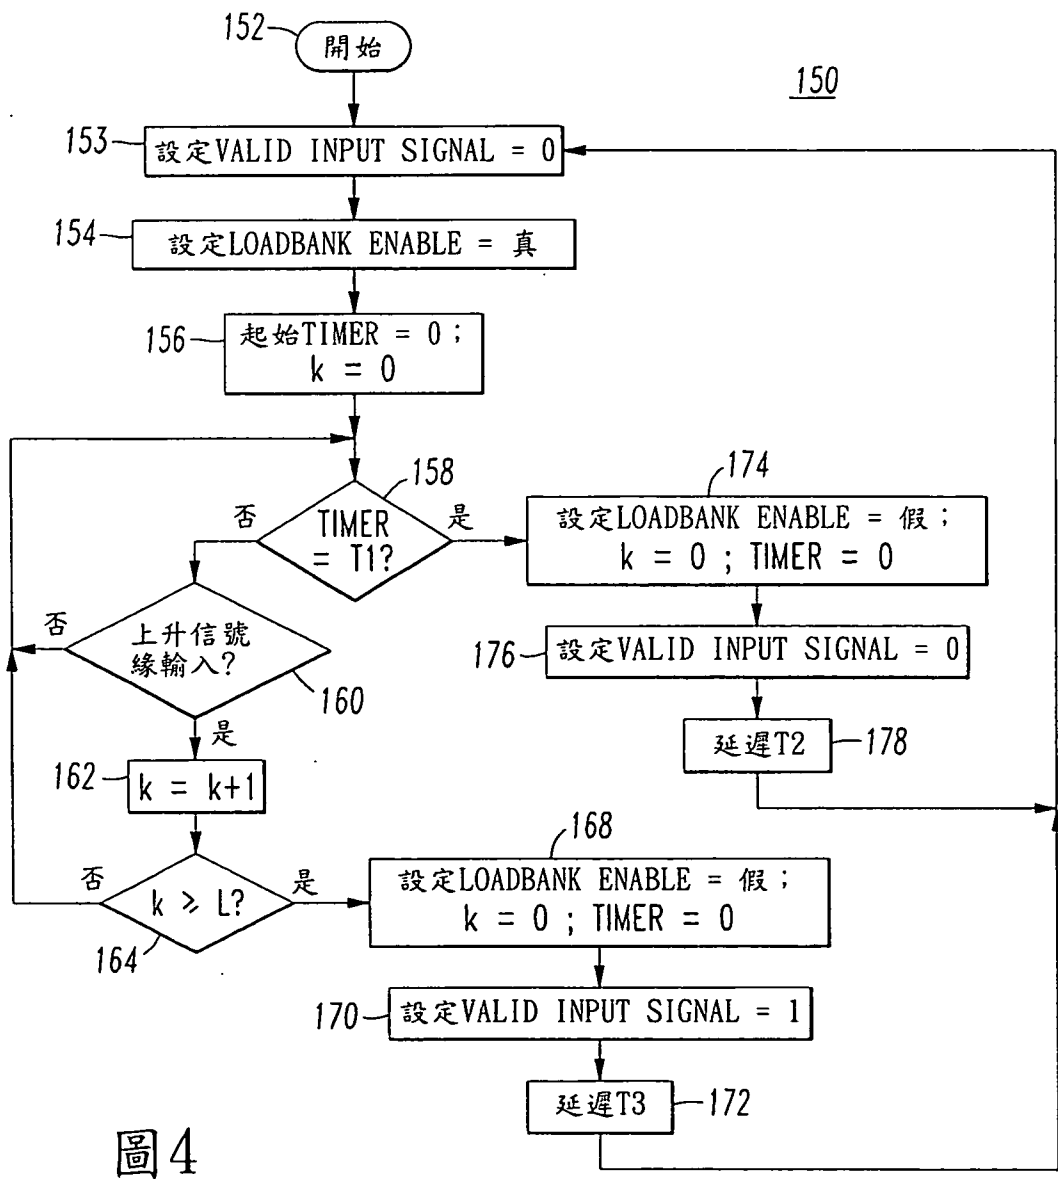 152
開始
150
153
設定VALID INPUT SIGNAL = 0
154
設定LOADBANK ENABLE = 真
156
起始TIMER = 0 ;
k = 0
158
否
TIMER
= T1?
是
174
設定LOADBANK ENABLE = 假 ;
k = 0 ; TIMER = 0
否
上升信號
緣輸入?
160
176
設定VALID INPUT SIGNAL = 0
是
延遲T2
178
162
k = k+1
否
k ≥ L?
是
164
168
設定LOADBANK ENABLE = 假 ;
k = 0 ; TIMER = 0
170
設定VALID INPUT SIGNAL = 1
延遲T3
172
圖4